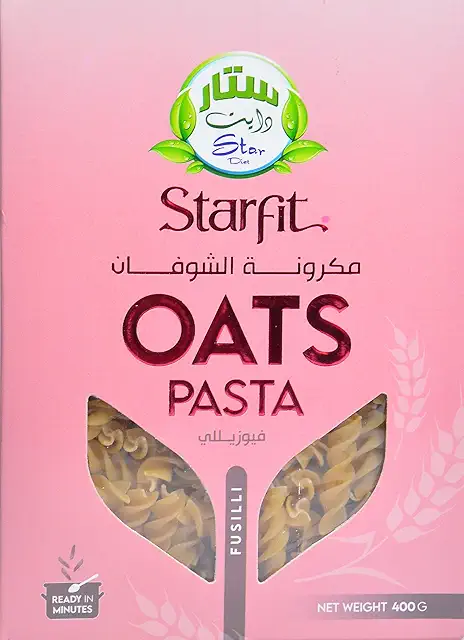 ستار
دايت
Star
Diet
Starfit
مكرونة الشوفان
OATS
PASTA
فيوزيللي
FUSILLI
READY IN
MINUTES
NET WEIGHT 400G